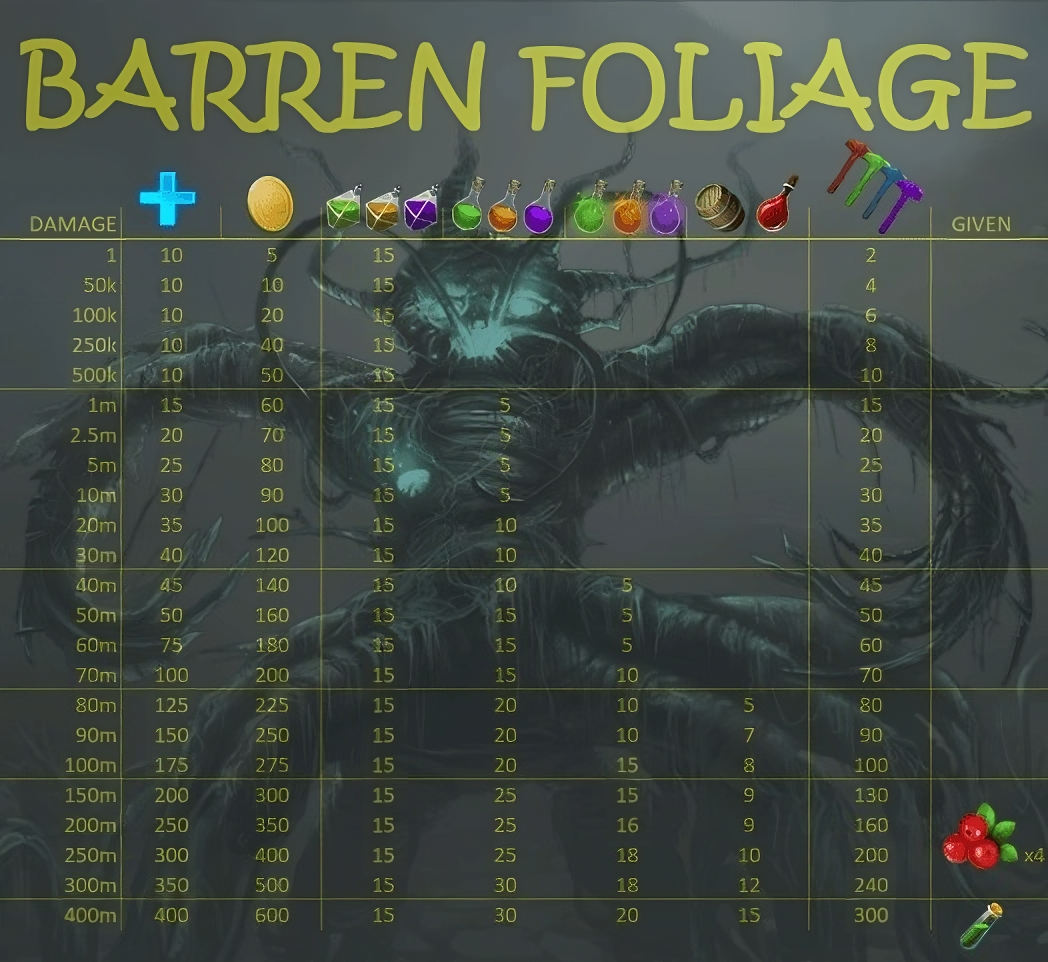 BARREN FOLIAGE
DAMAGE GIVEN
1 10 5 15 2
50k 10 10 15 4
100k 10 20 15 6
250k 10 40 15 8
500k 10 50 15 10
1m 15 60 15 5 15
2.5m 20 70 15 5 20
5m 25 80 15 5 25
10m 30 90 15 5 30
20m 35 100 15 10 35
30m 40 120 15 10 40
40m 45 140 15 10 5 45
50m 50 160 15 15 5 50
60m 75 180 15 15 5 60
70m 100 200 15 15 10 70
80m 125 225 15 20 10 5 80
90m 150 250 15 20 10 7 90
100m 175 275 15 20 15 8 100
150m 200 300 15 25 15 9 130
200m 250 350 15 25 16 9 160
250m 300 400 15 25 18 10 200 x4
300m 350 500 15 30 18 12 240
400m 400 600 15 30 20 15 300